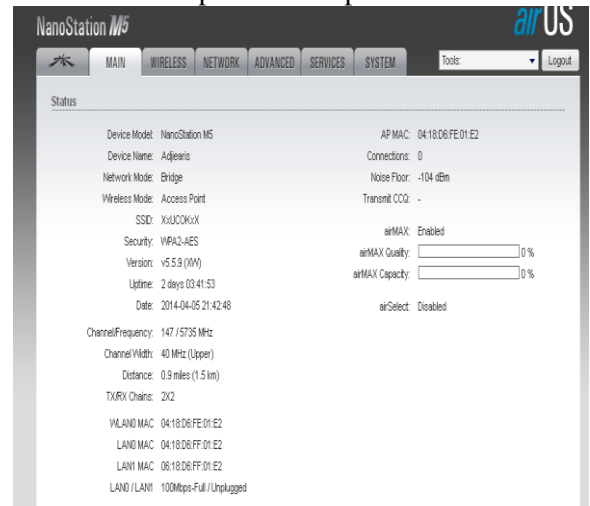 NanoStation M5
airOS
MAIN WIRELESS NETWORK ADVANCED SERVICES SYSTEM Tools: Logout
Status
Device Model: NanoStation M5
Device Name: Adjiearis
Network Mode: Bridge
Wireless Mode: Access Point
SSID: XxUCOKxX
Security: WPA2-AES
Version: v5.5.9 (XW)
Uptime: 2 days 03:41:53
Date: 2014-04-05 21:42:48
Channel/Frequency: 147 / 5735 MHz
Channel Width: 40 MHz (Upper)
Distance: 0.9 miles (1.5 km)
TX/RX Chains: 2X2
WLAN0 MAC 04:18:D6:FE:01:E2
LAN0 MAC 04:18:D6:FF:01:E2
LAN1 MAC 06:18:D6:FF:01:E2
LAN0 / LAN1 100Mbps-Full / Unplugged
AP MAC: 04:18:D6:FE:01:E2
Connections: 0
Noise Floor: -104 dBm
Transmit CCQ: -
airMAX: Enabled
airMAX Quality: 0 %
airMAX Capacity: 0 %
airSelect: Disabled